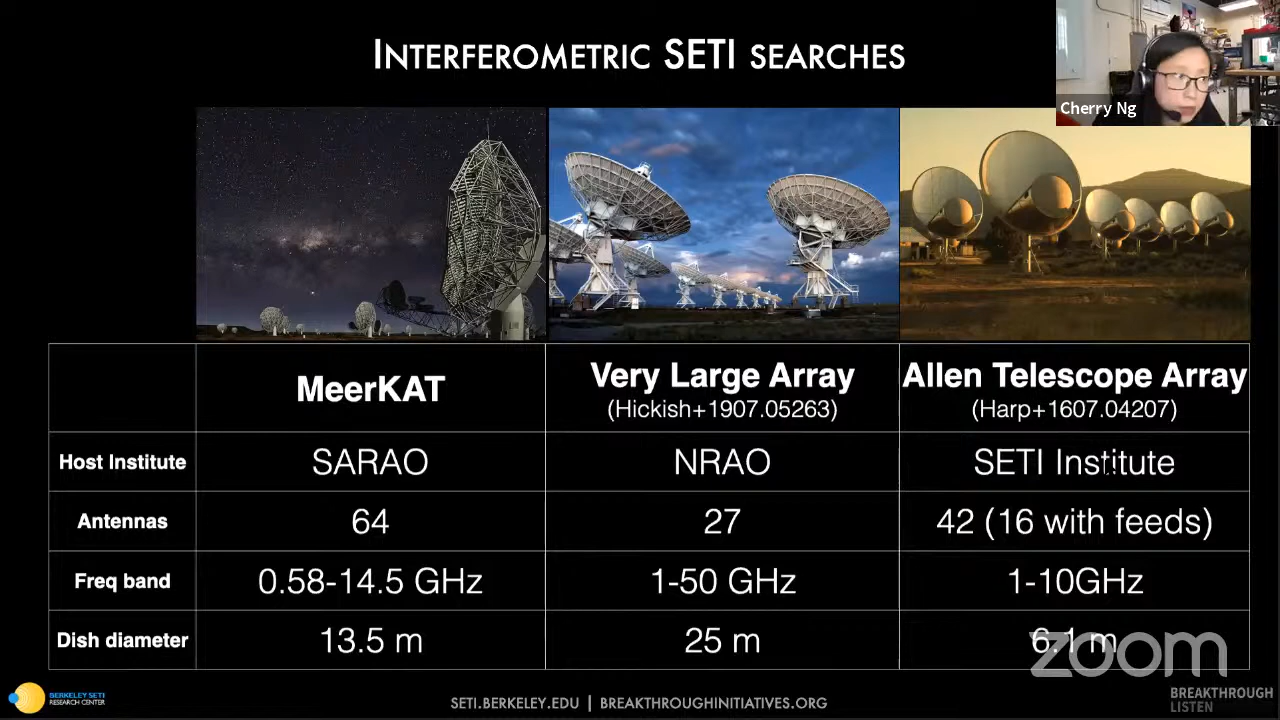 INTERFEROMETRIC SETI SEARCHES
Cherry Ng
MeerKAT
Very Large Array
(Hickish+1907.05263)
Allen Telescope Array
(Harp+1607.04207)
Host Institute SARAO NRAO SETI Institute
Antennas 64 27 42 (16 with feeds)
Freq band 0.58-14.5 GHz 1-50 GHz 1-10GHz
Dish diameter 13.5 m 25 m 6.1 m
zoom
BERKELEY SETI
RESEARCH CENTER
SETI.BERKELEY.EDU | BREAKTHROUGHINITIATIVES.ORG
BREAKTHROUGH
LISTEN